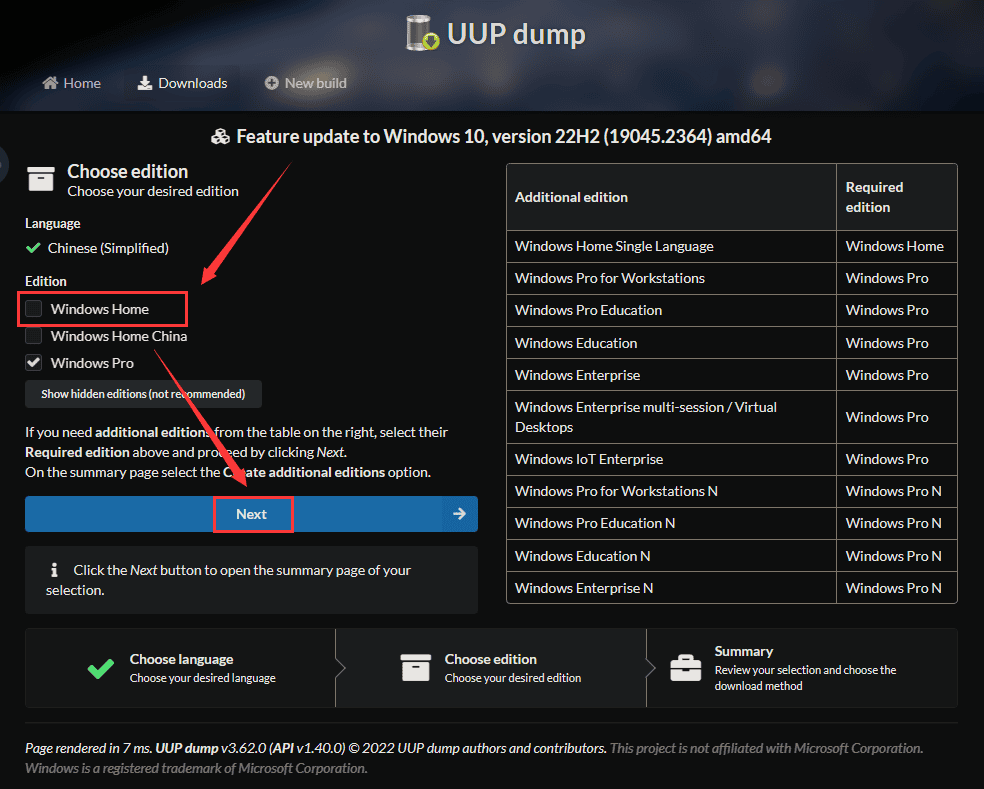 UUP dump
Home
Downloads
New build
Feature update to Windows 10, version 22H2 (19045.2364) amd64
Choose edition
Choose your desired edition
Language
Chinese (Simplified)
Edition
Windows Home
Windows Home China
Windows Pro
Show hidden editions (not recommended)
If you need additional editions from the table on the right, select their
Required edition above and proceed by clicking Next.
On the summary page select the Create additional editions option.
Next
Click the Next button to open the summary page of your
selection.
Additional edition
Required
edition
Windows Home Single Language
Windows Home
Windows Pro for Workstations
Windows Pro
Windows Pro Education
Windows Pro
Windows Education
Windows Pro
Windows Enterprise
Windows Pro
Windows Enterprise multi-session / Virtual
Desktops
Windows Pro
Windows IoT Enterprise
Windows Pro
Windows Pro for Workstations N
Windows Pro N
Windows Pro Education N
Windows Pro N
Windows Education N
Windows Pro N
Windows Enterprise N
Windows Pro N
Choose language
Choose your desired language
Choose edition
Choose your desired edition
Summary
Review your selection and choose the
download method
Page rendered in 7 ms. UUP dump v3.62.0 (API v1.40.0) © 2022 UUP dump authors and contributors. This project is not affiliated with Microsoft Corporation.
Windows is a registered trademark of Microsoft Corporation.